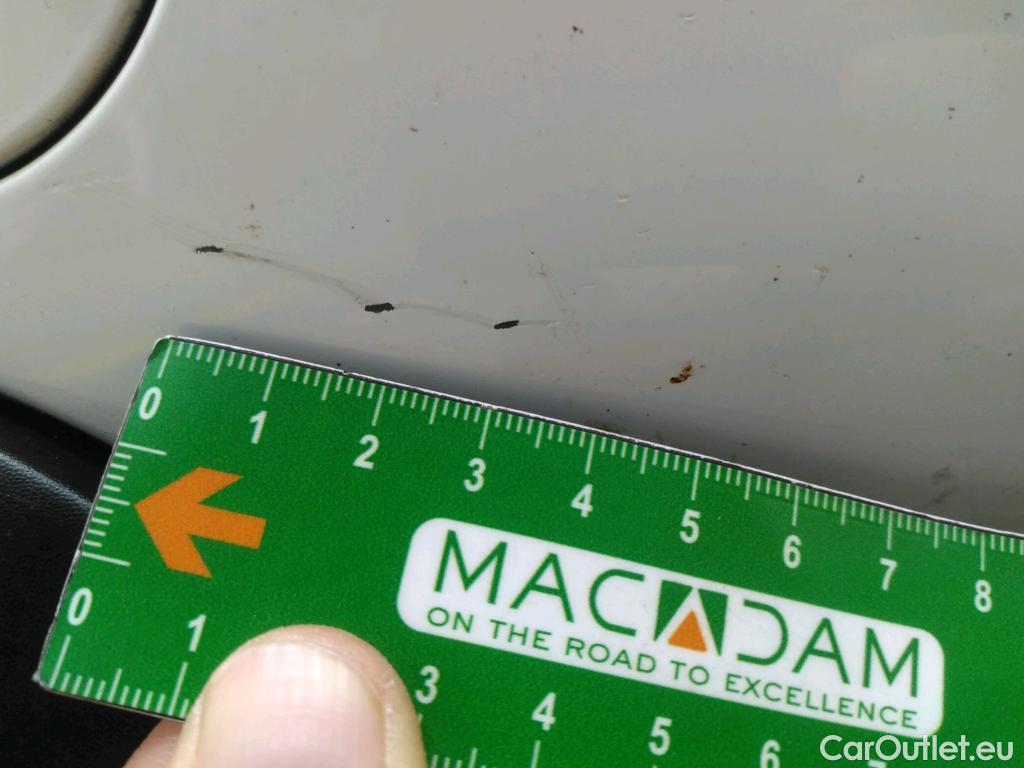 0 1 2 3 4 5 6 7 8
MACADAM
ON THE ROAD TO EXCELLENCE
0 1 3 4 5 6 7
CarOutlet.eu